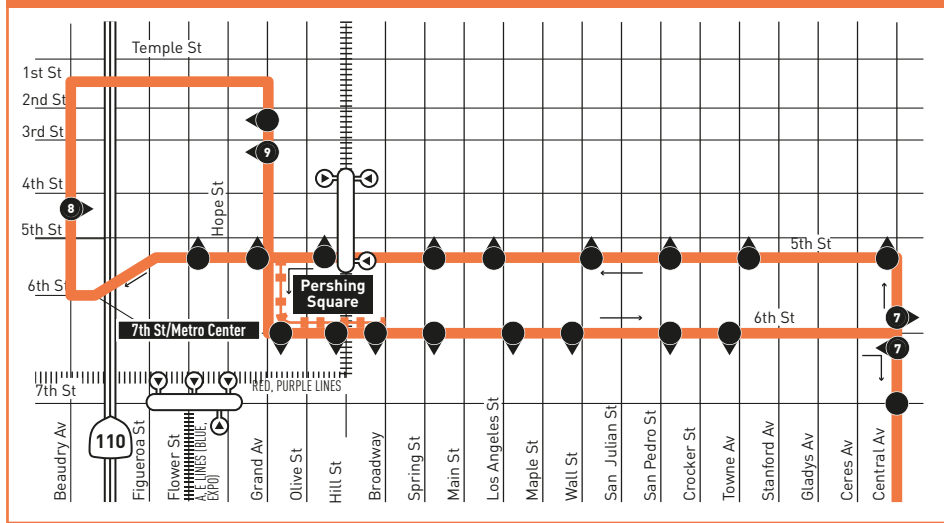 Temple St
1st St
2nd St
3rd St
9
4th St
Hope St
8
5th St
5th St
6th St
Pershing
Square
7th St/Metro Center
6th St
7
7
RED, PURPLE LINES
7th St
110
Beaudry Av
Figueroa St
Flower St
A, E LINES (BLUE,
EXPO)
Grand Av
Olive St
Hill St
Broadway
Spring St
Main St
Los Angeles St
Maple St
Wall St
San Julian St
San Pedro St
Crocker St
Towne Av
Stanford Av
Gladys Av
Ceres Av
Central Av